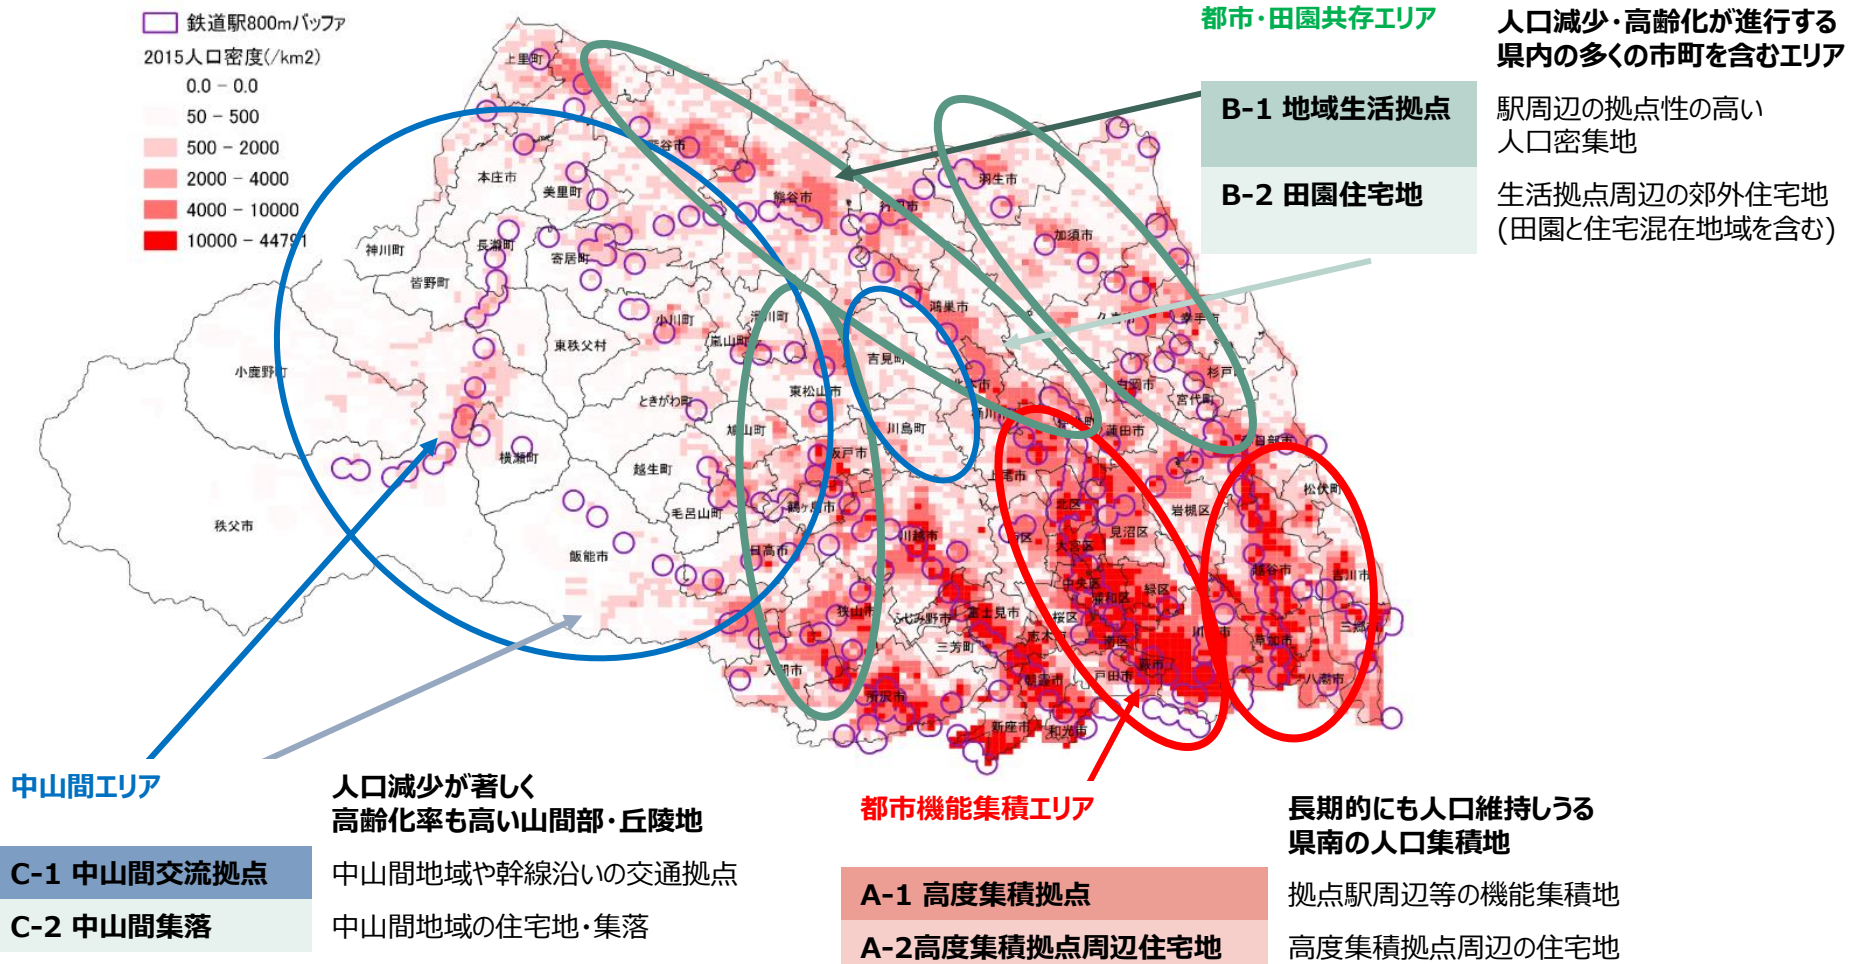 鉄道駅800mバッファ
2015人口密度(/km2)
0.0 - 0.0
50 - 500
500 - 2000
2000 - 4000
4000 - 10000
10000 - 44791
都市・田園共存エリア
人口減少・高齢化が進行する
県内の多くの市町を含むエリア
B-1 地域生活拠点
駅周辺の拠点性の高い
人口密集地
B-2 田園住宅地
生活拠点周辺の郊外住宅地
(田園と住宅混在地域を含む)
上里町
本庄市
美里町
熊谷市
羽生市
加須市
神川町
長瀞町
寄居町
皆野町
小川町
嵐山町
鴻巣市
幸手市
東秩父村
吉見町
小鹿野町
東松山市
杉戸町
白岡市
宮代町
ときがわ町
鳩山町
川島町
蓮田市
横瀬町
越生町
坂戸市
上尾市
松伏町
秩父市
毛呂山町
鶴ヶ島市
北区
岩槻区
見沼区
飯能市
日高市
川越市
大宮区
中央区
緑区
浦和区
越谷市
吉川市
狭山市
ふじみ野市
富士見市
桜区
志木市
南区
草加市
三芳町
入間市
戸田市
蕨市
八潮市
朝霞市
所沢市
新座市
和光市
中山間エリア
人口減少が著しく
高齢化率も高い山間部・丘陵地
C-1 中山間交流拠点
中山間地域や幹線沿いの交通拠点
C-2 中山間集落
中山間地域の住宅地・集落
都市機能集積エリア
長期的にも人口維持しうる
県南の人口集積地
A-1 高度集積拠点
拠点駅周辺等の機能集積地
A-2高度集積拠点周辺住宅地
高度集積拠点周辺の住宅地